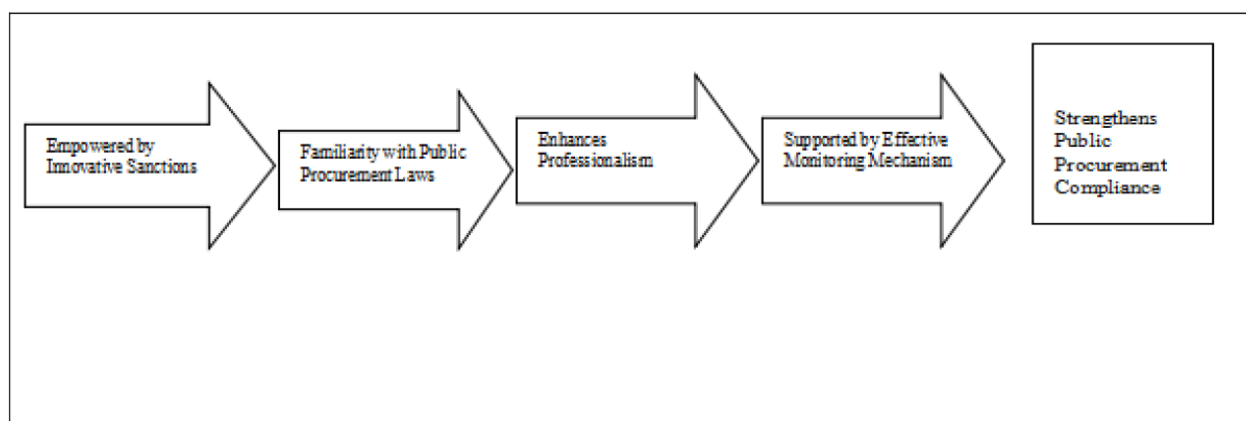 Empowered by
Innovative Sanctions
Familiarity with Public
Procurement Laws
Enhances
Professionalism
Supported by Effective
Monitoring Mechanism
Strengthens
Public
Procurement
Compliance